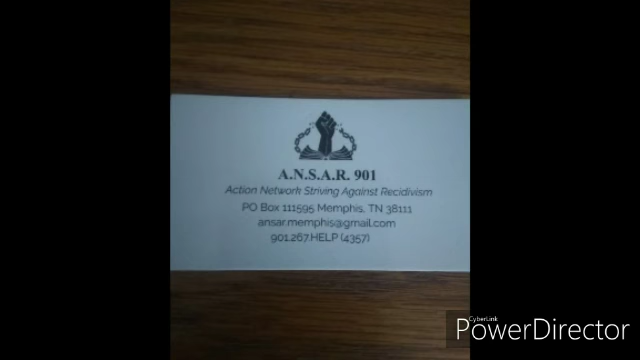 A.N.S.A.R. 901
Action Network Striving Against Recidivism
PO Box 111595 Memphis, TN 38111
ansar.memphis@gmail.com
901.267.HELP (4357)
CyberLink
PowerDirector